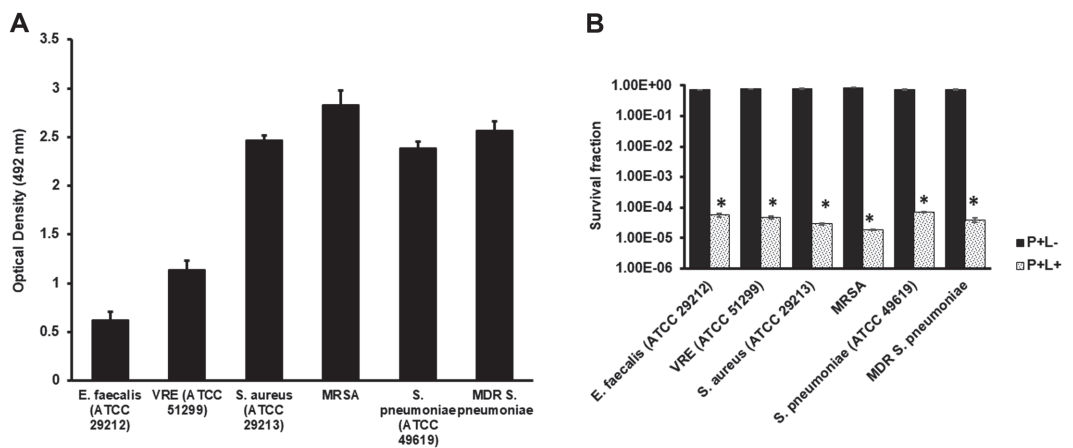 A
Optical Density (492 nm)
3.5
3
2.5
2
1.5
1
0.5
0
E. faecalis
(ATCC
29212)
VRE (ATCC
51299)
S. aureus
(ATCC
29213)
MRSA
S.
pneumoniae
(ATCC
49619)
MDR S.
pneumoniae
B
Survival fraction
1.00E+00
1.00E-01
1.00E-02
1.00E-03
1.00E-04
1.00E-05
1.00E-06
* * * * * *
E. faecalis (ATCC 29212)
VRE (ATCC 51299)
S. aureus (ATCC 29213)
MRSA
S. pneumoniae (ATCC 49619)
MDR S. pneumoniae
P+L-
P+L+